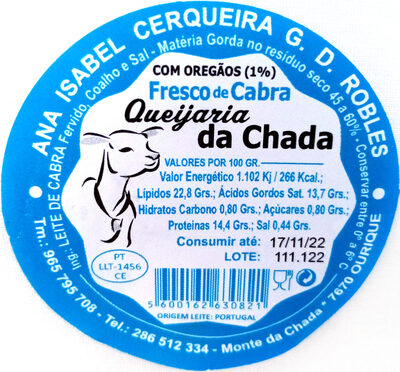 ANA ISABEL CERQUEIRA G. D. ROBLES
Ing: LEITE DE CABRA Fervido, Coalho e Sal - Matéria Gorda no resíduo seco 45 a 60% - Conservar entre 0º a 6º C
COM OREGÃOS (1%)
Fresco de Cabra
Queijaria
da Chada
VALORES POR 100 GR.
Valor Energético 1.102 Kj / 266 Kcal.;
Lípidos 22,8 Grs.; Ácidos Gordos Sat. 13,7 Grs.;
Hidratos Carbono 0,80 Grs.; Açúcares 0,80 Grs.;
Proteinas 14,4 Grs.; Sal 0,44 Grs.
Consumir até: 17/11/22
LOTE: 111.122
PT
LLT-1456
CE
5 600162 630821
ORIGEM LEITE: PORTUGAL
Tm.: 965 795 708 - Tel.: 286 512 334 - Monte da Chada * 7670 OURIQUE